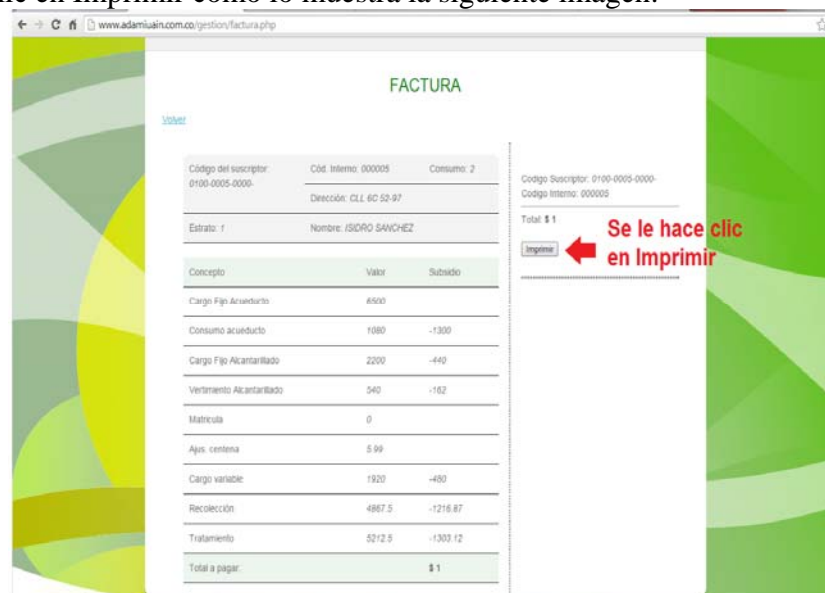 en Imprimir como lo muestra la siguiente imagen:
www.adamiuain.com.co/gestion/factura.php
FACTURA
Volver
Código del suscriptor: 0100-0005-0000-
Cód. Interno: 000005
Consumo: 2
Dirección: CLL 6C 52-97
Estrato: 1
Nombre: ISIDRO SANCHEZ
Concepto Valor Subsidio
Cargo Fijo Acueducto 6500
Consumo acueducto 1080 -1300
Cargo Fijo Alcantarillado 2200 -440
Vertimiento Alcantarillado 540 -162
Matricula 0
Ajus. centena 5.99
Cargo variable 1920 -480
Recolección 4867.5 -1216.87
Tratamiento 5212.5 -1303.12
Total a pagar: $ 1
Codigo Suscriptor: 0100-0005-0000-
Codigo Interno: 000005
Total: $ 1
Imprimir
Se le hace clic
en Imprimir